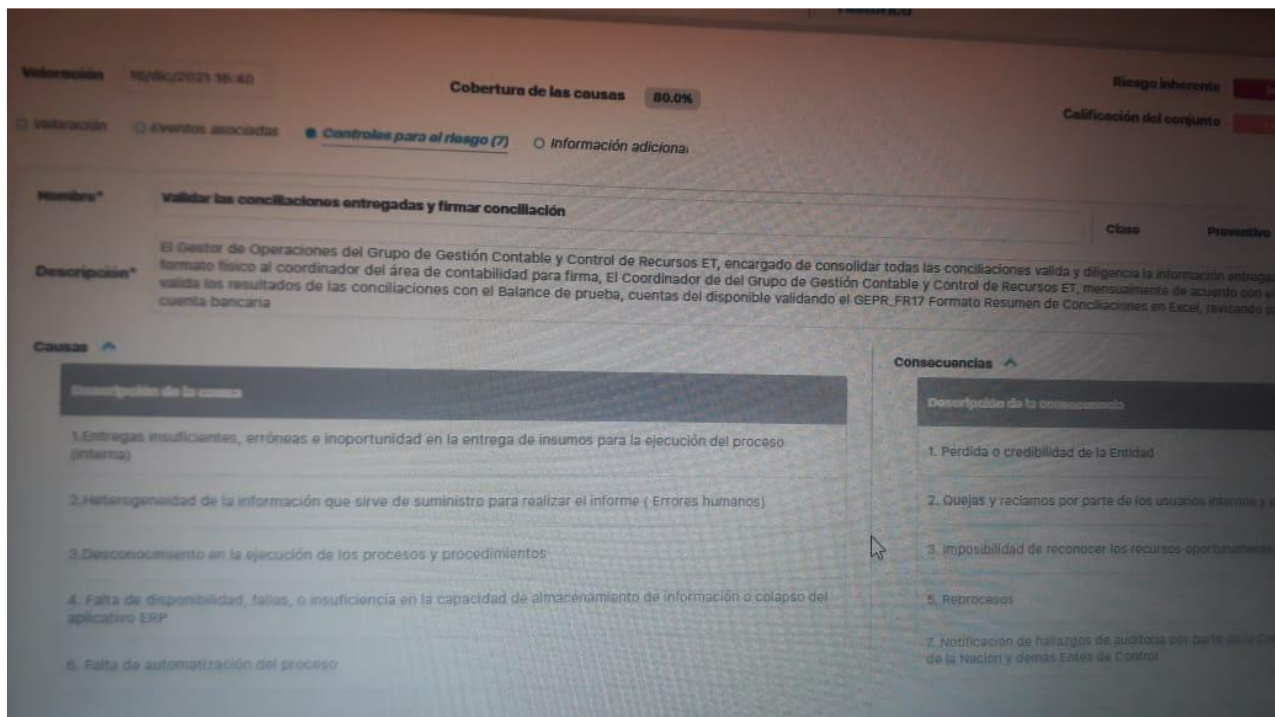 Valoración 16/dic/2021 16:40
Cobertura de las causas 80.0%
Riesgo inherente
Calificación del conjunto
Valoración Eventos asociadas Controles para el riesgo (7) Información adicional
Nombre* Validar las conciliaciones entregadas y firmar conciliación
Clase Preventivo
Descripción*
El Gestor de Operaciones del Grupo de Gestión Contable y Control de Recursos ET, encargado de consolidar todas las conciliaciones valida y diligencia la información
formato físico al coordinador del área de contabilidad para firma, El Coordinador de del Grupo de Gestión Contable y Control de Recursos ET, mensualmente de acuerdo con el
valida los resultados de las conciliaciones con el Balance de prueba, cuentas del disponible validando el GEPR_FR17 Formato Resumen de Conciliaciones en Excel, revisando
cuenta bancaria
Causas
Descripción de la causa
1.Entregas insuficientes, erróneas e inoportunidad en la entrega de insumos para la ejecución del proceso
(interna)
2.Heterogeneidad de la información que sirve de suministro para realizar el informe ( Errores humanos)
3.Desconocimiento en la ejecución de los procesos y procedimientos
4. Falta de disponibilidad, fallas, o insuficiencia en la capacidad de almacenamiento de información o colapso del
aplicativo ERP
6. Falta de automatización del proceso
Consecuencias
Descripción de la consecuencia
1. Perdida o credibilidad de la Entidad
2. Quejas y reclamos por parte de los usuarios internos y
3. Imposibilidad de reconocer los recursos oportunamente
5. Reprocesos
7. Notificación de hallazgos de auditoria por parte de la
de la Nación y demás Entes de Control